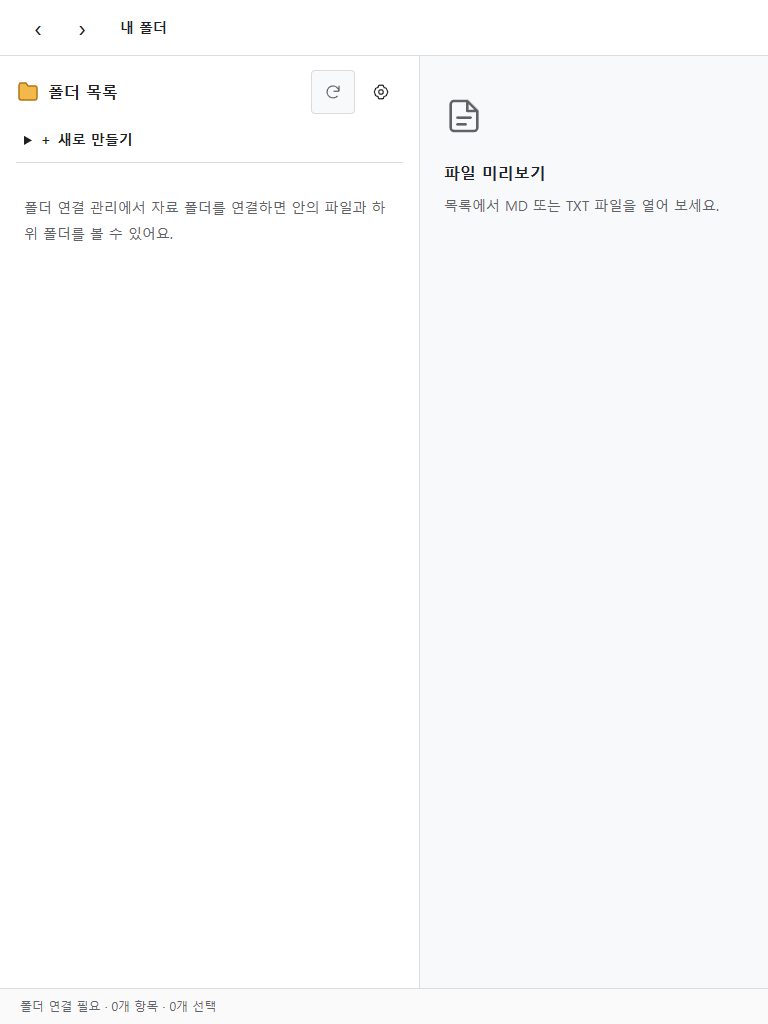 ‹ › 내 폴더
폴더 목록
▶ + 새로 만들기
폴더 연결 관리에서 자료 폴더를 연결하면 안의 파일과 하
위 폴더를 볼 수 있어요.
파일 미리보기
목록에서 MD 또는 TXT 파일을 열어 보세요.
폴더 연결 필요 · 0개 항목 · 0개 선택